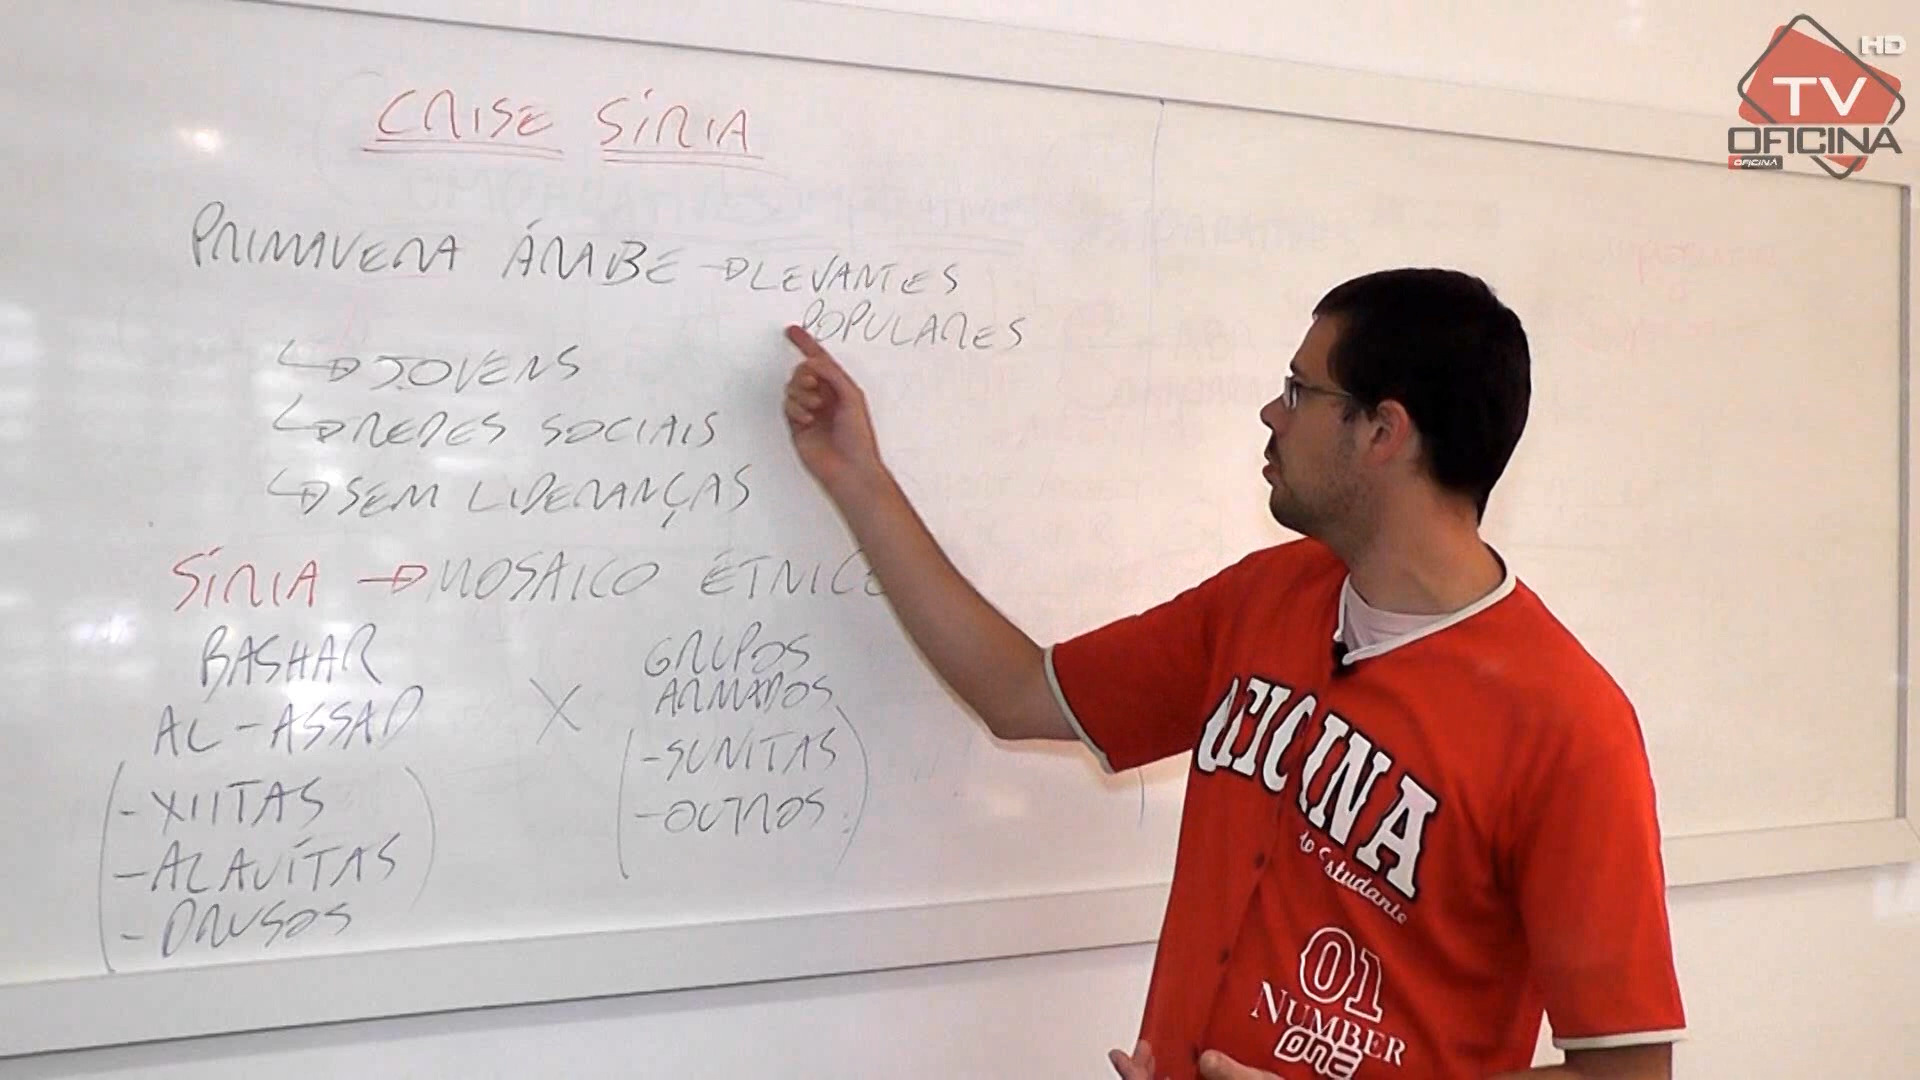 CRISE SÍRIA
PRIMAVERA ÁRABE → LEVANTES
POPULARES
↳ JOVENS
↳ REDES SOCIAIS
↳ SEM LIDERANÇAS
SÍRIA → MOSAICO ÉTNICO
BASHAR
AL-ASSAD
X
GRUPOS
ARMADOS
- XIITAS
- ALAUÍTAS
- DRUSOS
- SUNITAS
- OUTROS
OFICINA
do Estudante
01
NUMBER
ONE
HD
TV
OFICINA
OFICINA